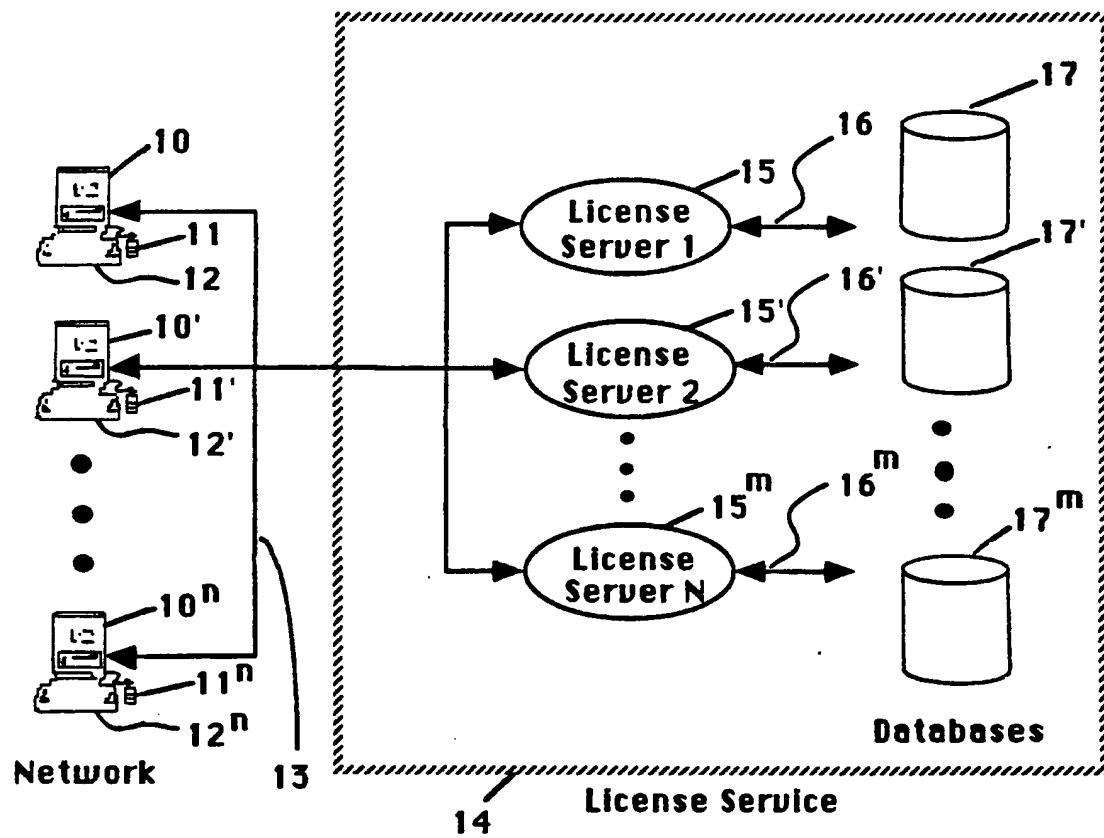 10
11
12
10'
11'
12'
10ⁿ
11ⁿ
12ⁿ
Network
13
14
License Service
License
Server 1
15
16
17
License
Server 2
15'
16'
17'
License
Server N
15ᵐ
16ᵐ
17ᵐ
Databases